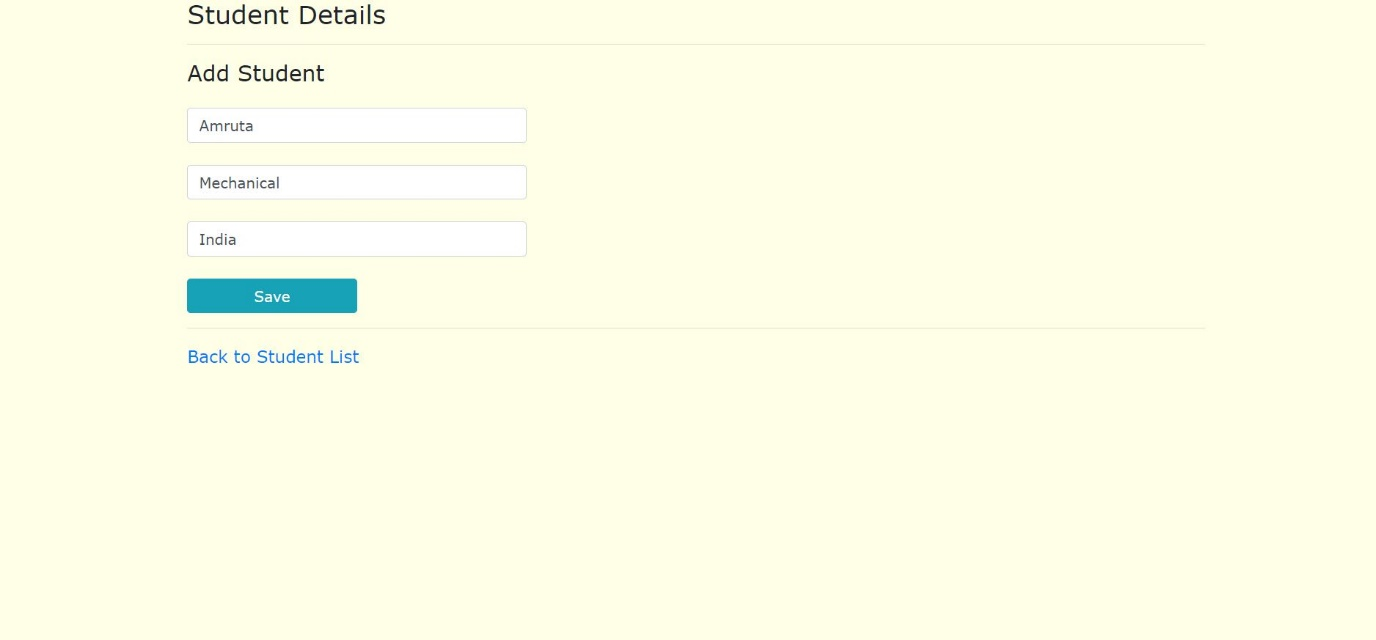 Student Details
Add Student
Amruta
Mechanical
India
Save
Back to Student List